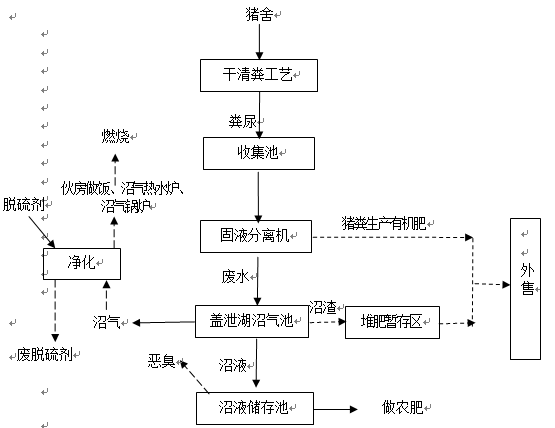 猪舍
干清粪工艺
粪尿
燃烧
收集池
伙房做饭、沼气热水炉、
沼气锅炉
脱硫剂
固液分离机
猪粪生产有机肥
净化
废水
外
售
沼气
盖泄湖沼气池
沼渣
堆肥暂存区
废脱硫剂
恶臭
沼液
沼液储存池
做农肥